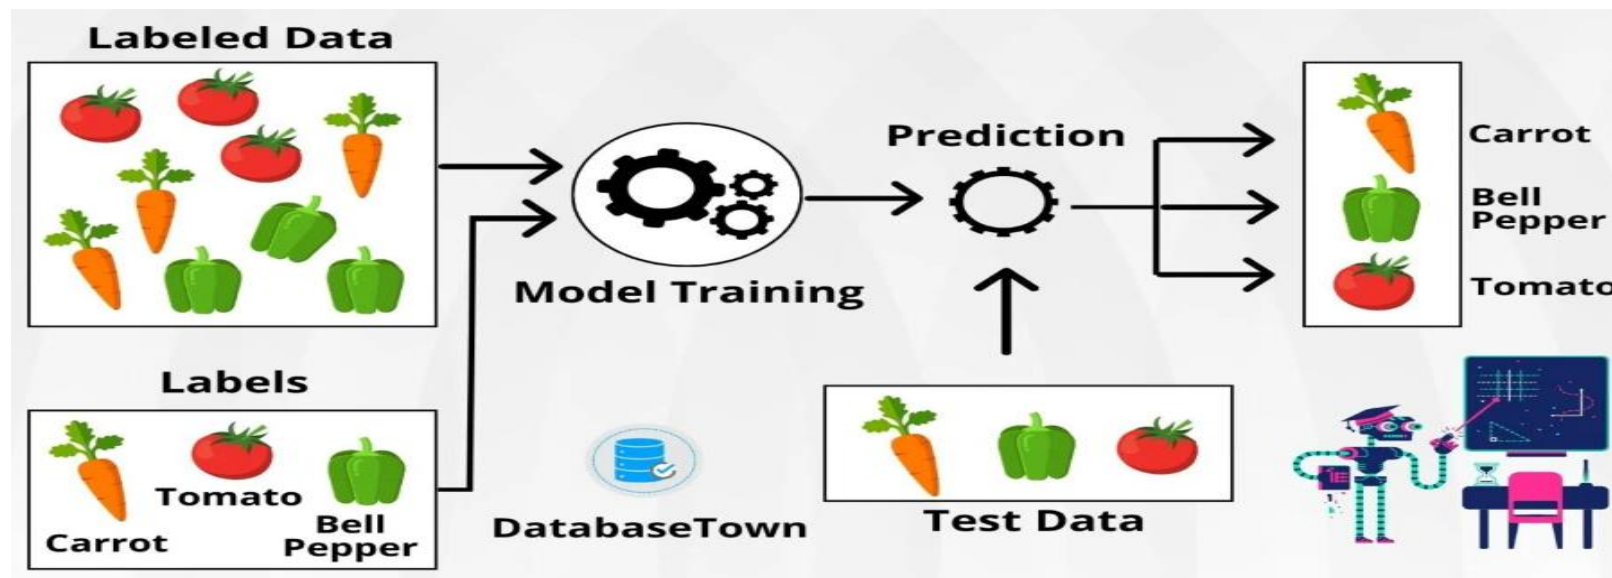 Labeled Data
Labels
Carrot
Tomato
Bell
Pepper
Model Training
DatabaseTown
Prediction
Test Data
Carrot
Bell
Pepper
Tomato